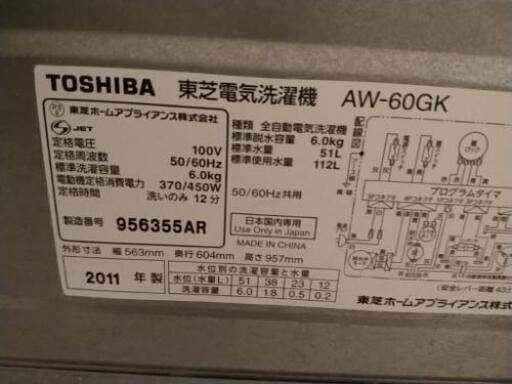 TOSHIBA 東芝電気洗濯機 AW-60GK
東芝ホームアプライアンス株式会社
JET
定格電圧 100V
定格周波数 50/60Hz
標準洗濯容量 6.0kg
電動機定格消費電力 370/450W
定格時間 洗いのみ 12分
製造番号 956355AR
種類 全自動電気洗濯機
標準脱水容量 6.0kg
標準水量 51L
標準使用水量 112L
50/60Hz共用
日本国内専用
Use Only in Japan
MADE IN CHINA
外形寸法 幅 563mm 奥行 604mm 高さ 957mm
2011 年製
水位別の洗濯容量と水量
水位(水量L) 51 38 23 12
洗濯容量 6.0 1.8 0.5 0.2
配線図
プログラムタイマ
東芝ホームアプライアンス株式